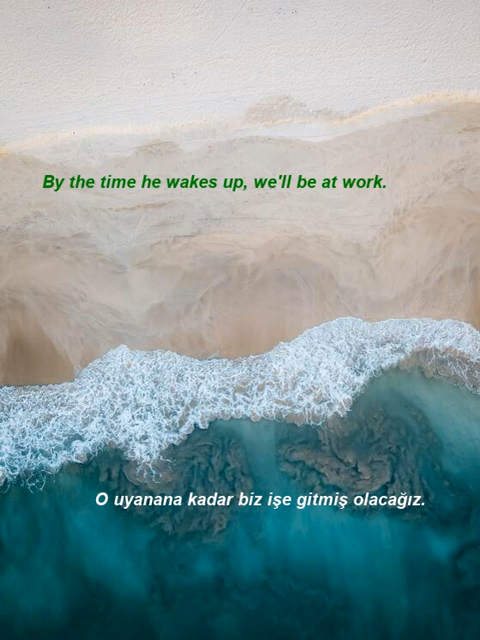 By the time he wakes up, we'll be at work.
O uyanana kadar biz işe gitmiş olacağız.